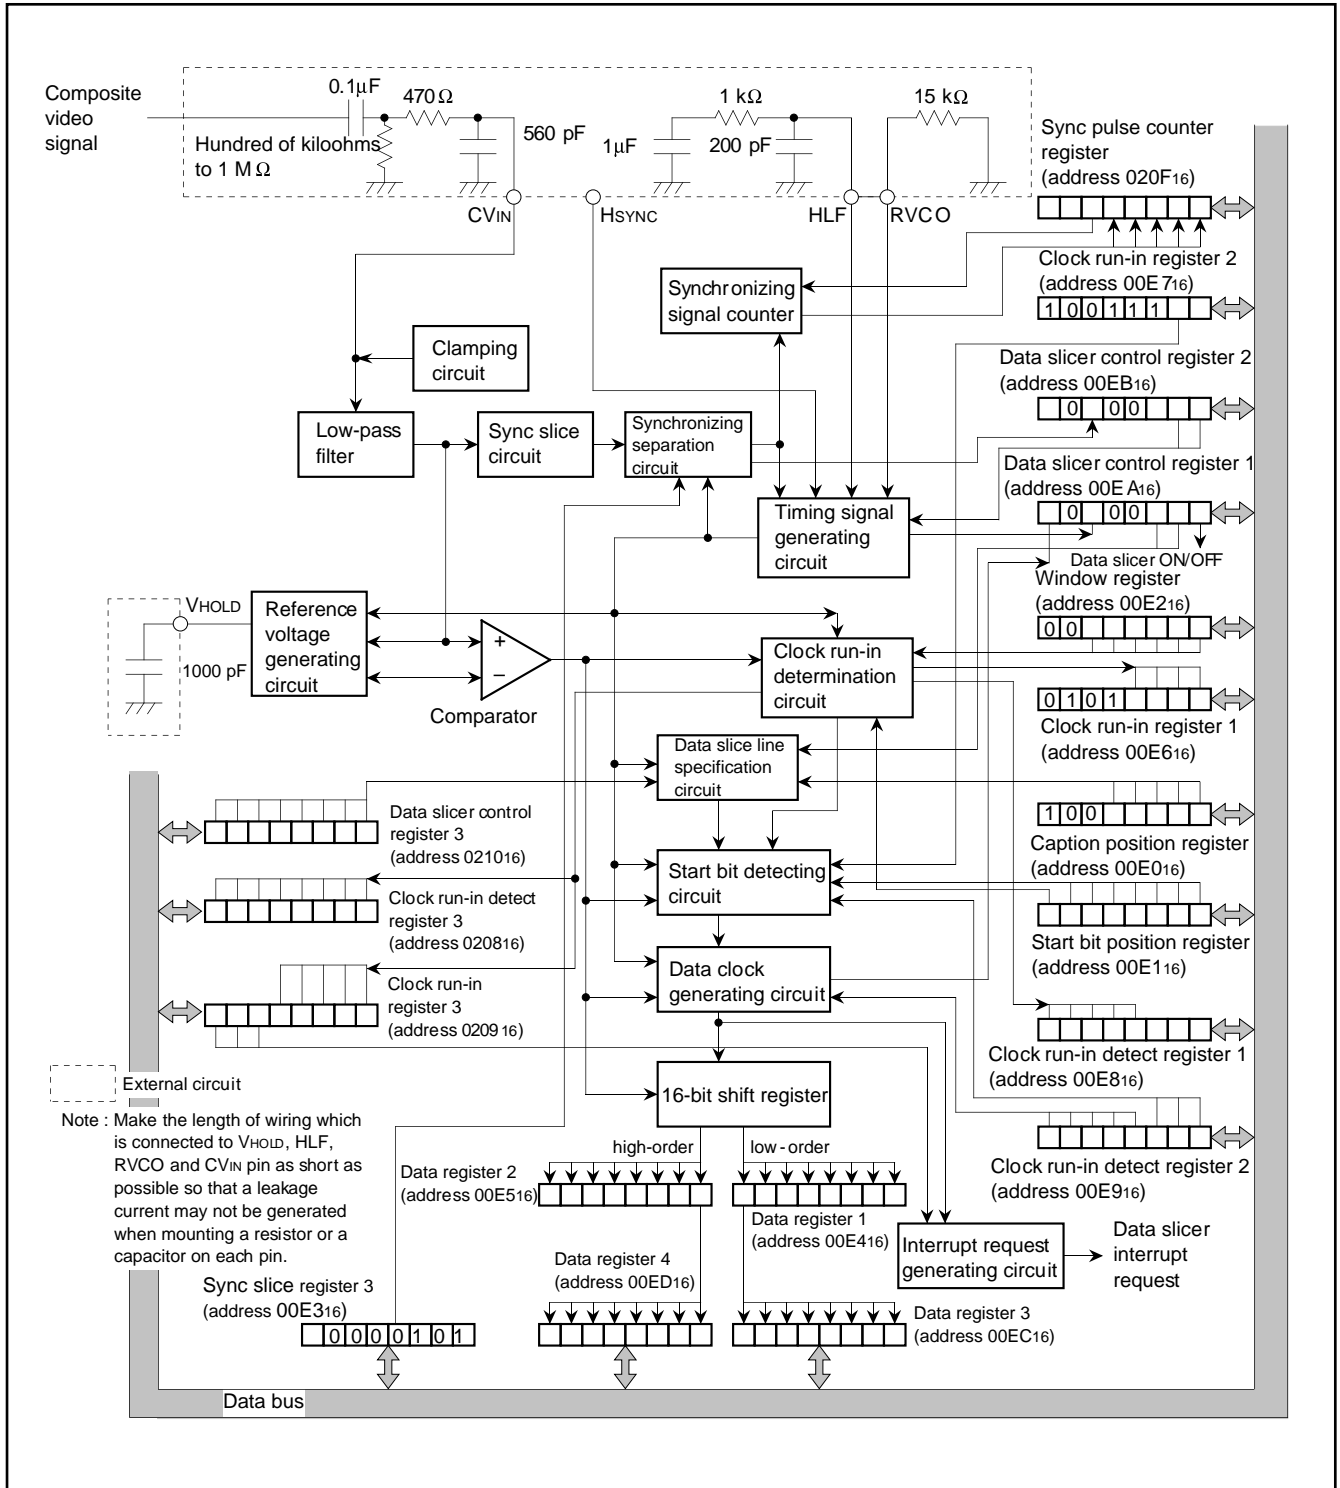 Composite
video
signal
0.1µF
470 Ω
Hundred of kiloohms
to 1 M Ω
560 pF
1µF
1 kΩ
200 pF
15 kΩ
CVIN
HSYNC
HLF
RVCO
Sync pulse counter
register
(address 020F16)
Synchronizing
signal counter
Clock run-in register 2
(address 00E716)
1 0 0 1 1 1
Clamping
circuit
Data slicer control register 2
(address 00EB16)
0 0 0
Low-pass
filter
Sync slice
circuit
Synchronizing
separation
circuit
Data slicer control register 1
(address 00EA16)
0 0 0
Timing signal
generating
circuit
Data slicer ON/OFF
Window register
(address 00E216)
0 0
VHOLD
1000 pF
Reference
voltage
generating
circuit
+
–
Comparator
Clock run-in
determination
circuit
0 1 0 1
Clock run-in register 1
(address 00E616)
Data slice line
specification
circuit
Data slicer control
register 3
(address 021016)
1 0 0
Caption position register
(address 00E016)
Start bit detecting
circuit
Clock run-in detect
register 3
(address 020816)
Start bit position register
(address 00E116)
Data clock
generating circuit
Clock run-in
register 3
(address 020916)
Clock run-in detect register 1
(address 00E816)
16-bit shift register
External circuit
Note : Make the length of wiring which
is connected to VHOLD, HLF,
RVCO and CVIN pin as short as
possible so that a leakage
current may not be generated
when mounting a resistor or a
capacitor on each pin.
high-order
low-order
Clock run-in detect register 2
(address 00E916)
Data register 2
(address 00E516)
Data register 1
(address 00E416)
Interrupt request
generating circuit
Data slicer
interrupt
request
Data register 4
(address 00ED16)
Sync slice register 3
(address 00E316)
0 0 0 0 1 0 1
Data register 3
(address 00EC16)
Data bus